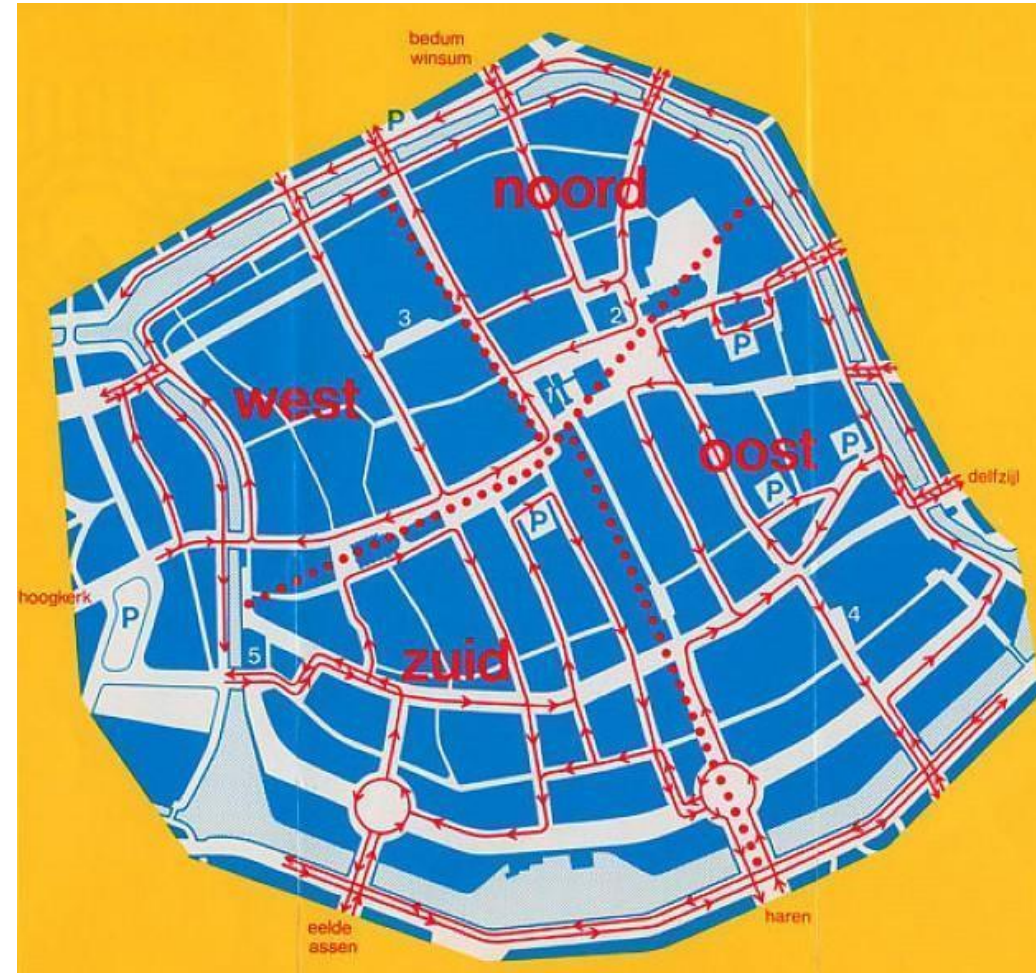 bedum
winsum
P
noord
3
2
P
1
west
oost
P
P
delfzijl
P
hoogkerk
P
4
5
zuid
haren
eelde
assen